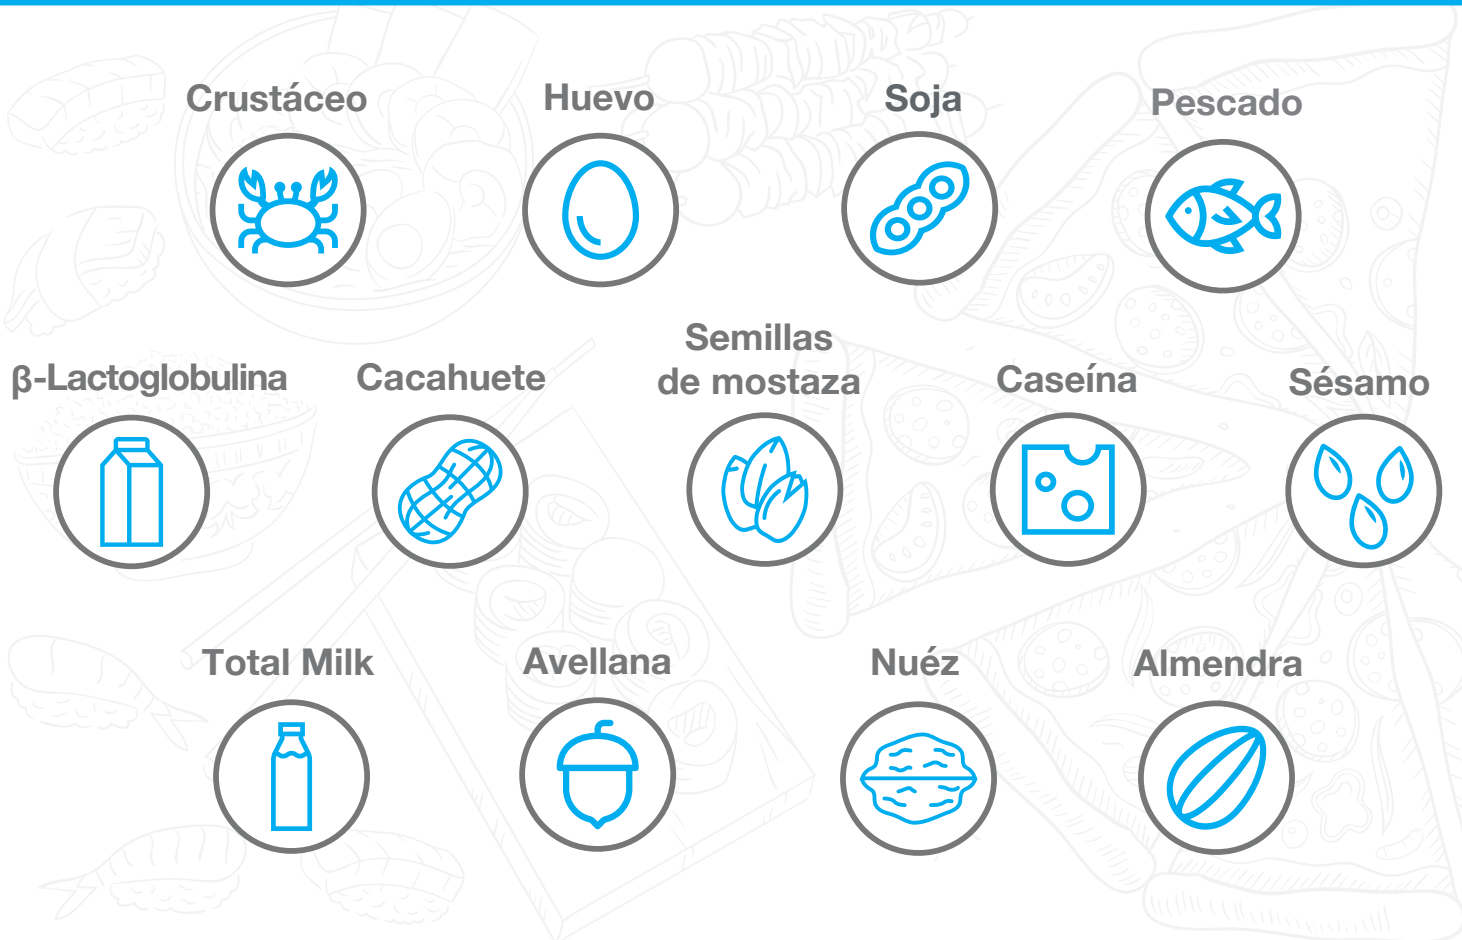 Crustáceo
Huevo
Soja
Pescado
β-Lactoglobulina
Cacahuete
Semillas
de mostaza
Caseína
Sésamo
Total Milk
Avellana
Nuéz
Almendra